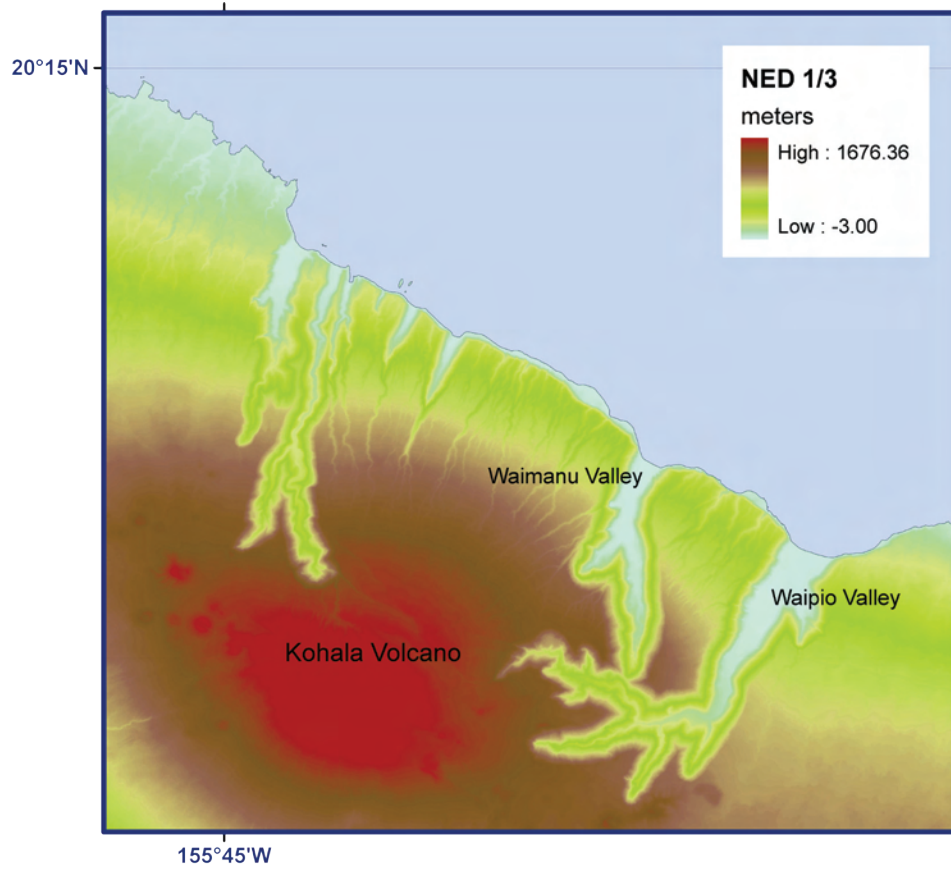 20°15'N
NED 1/3
meters
High : 1676.36
Low : -3.00
Waimanu Valley
Waipio Valley
Kohala Volcano
155°45'W